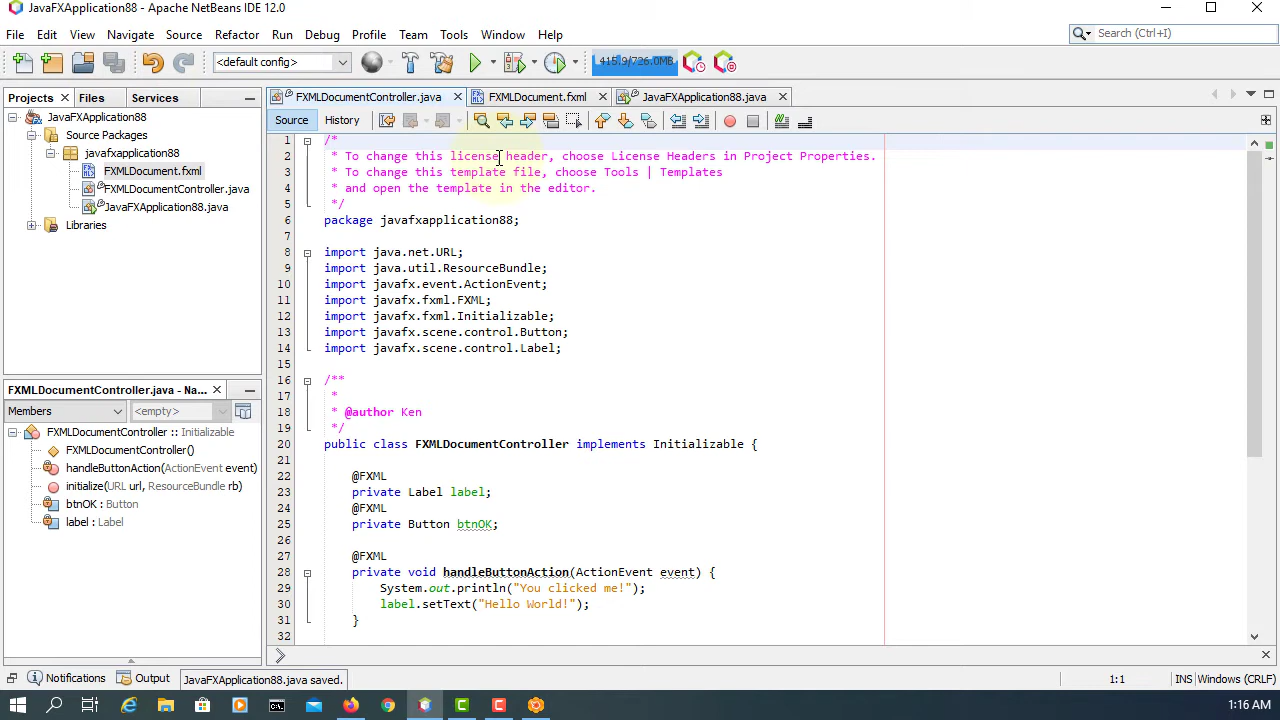 JavaFXApplication88 - Apache NetBeans IDE 12.0
File Edit View Navigate Source Refactor Run Debug Profile Team Tools Window Help
Search (Ctrl+I)
<default config>
415.9/726.0MB
Projects Files Services
FXMLDocumentController.java FXMLDocument.fxml JavaFXApplication88.java
Source History
JavaFXApplication88
Source Packages
javafxapplication88
FXMLDocument.fxml
FXMLDocumentController.java
JavaFXApplication88.java
Libraries
FXMLDocumentController.java - Na...
Members <empty>
FXMLDocumentController :: Initializable
FXMLDocumentController()
handleButtonAction(ActionEvent event)
initialize(URL url, ResourceBundle rb)
btnOK : Button
label : Label
1 /*
2 * To change this license header, choose License Headers in Project Properties.
3 * To change this template file, choose Tools | Templates
4 * and open the template in the editor.
5 */
6 package javafxapplication88;
7
8 import java.net.URL;
9 import java.util.ResourceBundle;
10 import javafx.event.ActionEvent;
11 import javafx.fxml.FXML;
12 import javafx.fxml.Initializable;
13 import javafx.scene.control.Button;
14 import javafx.scene.control.Label;
15
16 /**
17 *
18 * @author Ken
19 */
20 public class FXMLDocumentController implements Initializable {
21
22 @FXML
23 private Label label;
24 @FXML
25 private Button btnOK;
26
27 @FXML
28 private void handleButtonAction(ActionEvent event) {
29 System.out.println("You clicked me!");
30 label.setText("Hello World!");
31 }
32
Notifications Output JavaFXApplication88.java saved. 1:1 INS Windows (CRLF)
1:16 AM